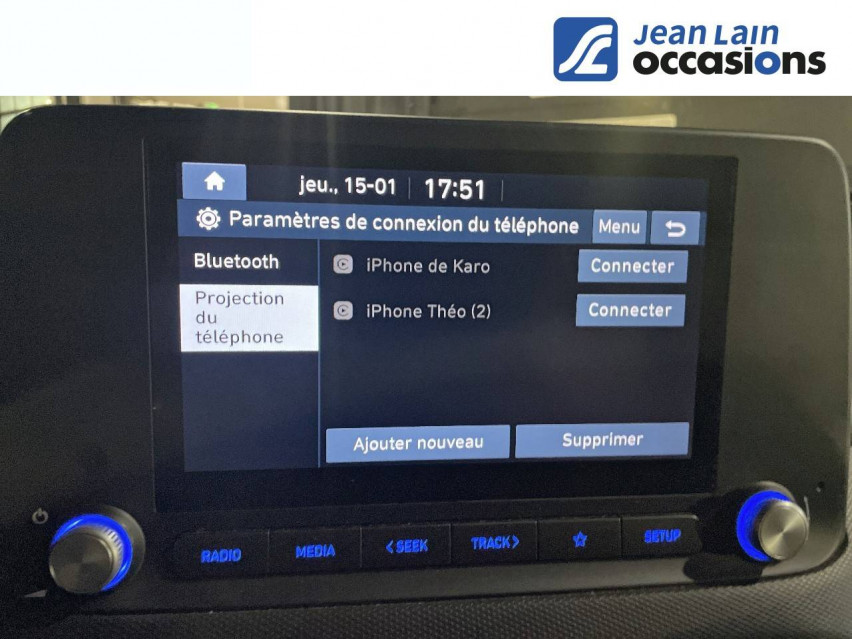 Jean Lain
occasions
jeu., 15-01 17:51
Paramètres de connexion du téléphone Menu
Bluetooth
iPhone de Karo Connecter
Projection
du
téléphone
iPhone Théo (2) Connecter
Ajouter nouveau Supprimer
RADIO MEDIA < SEEK TRACK > SETUP